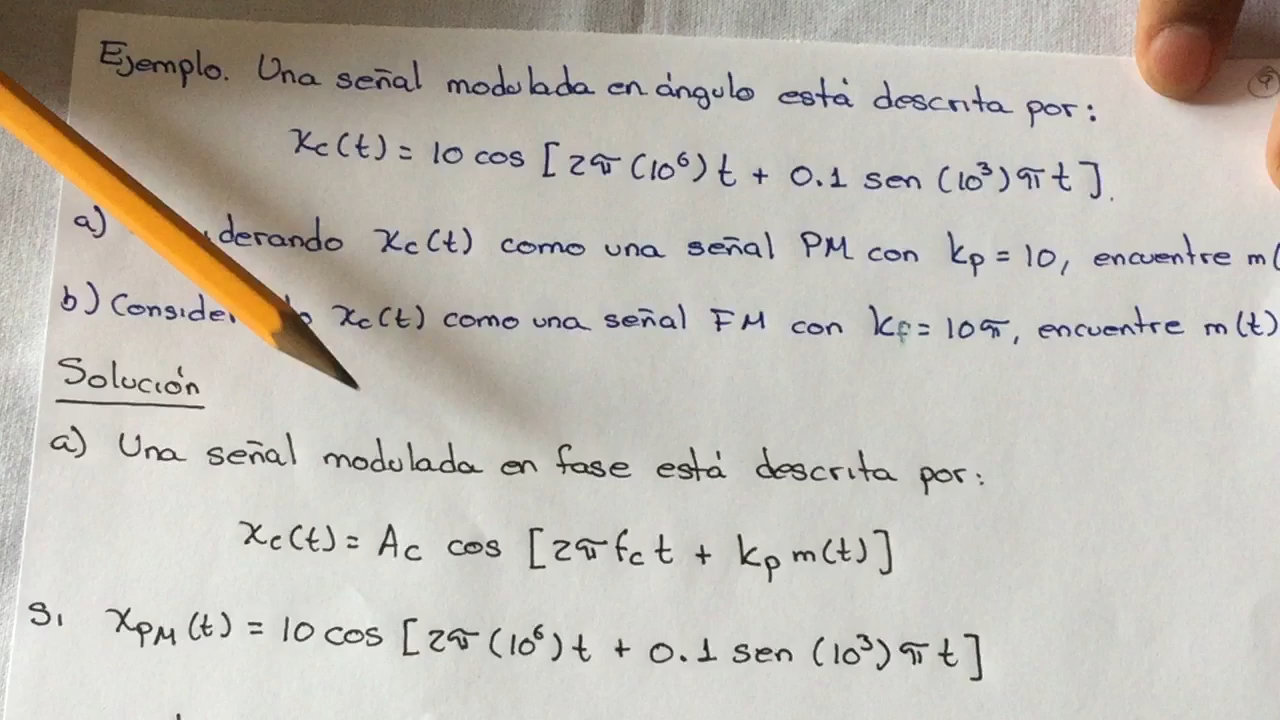 Ejemplo. Una señal modulada en ángulo está descrita por:
xc(t) = 10 cos [2π(10⁶)t + 0.1 sen (10³)πt].
a) derando xc(t) como una señal PM con kp = 10, encuentre m(
b) Conside xc(t) como una señal FM con kf = 10π, encuentre m(t)
Solución
a) Una señal modulada en fase está descrita por:
xc(t) = Ac cos [2πfct + kp m(t)]
Si xPM(t) = 10 cos [2π(10⁶)t + 0.1 sen (10³)πt]